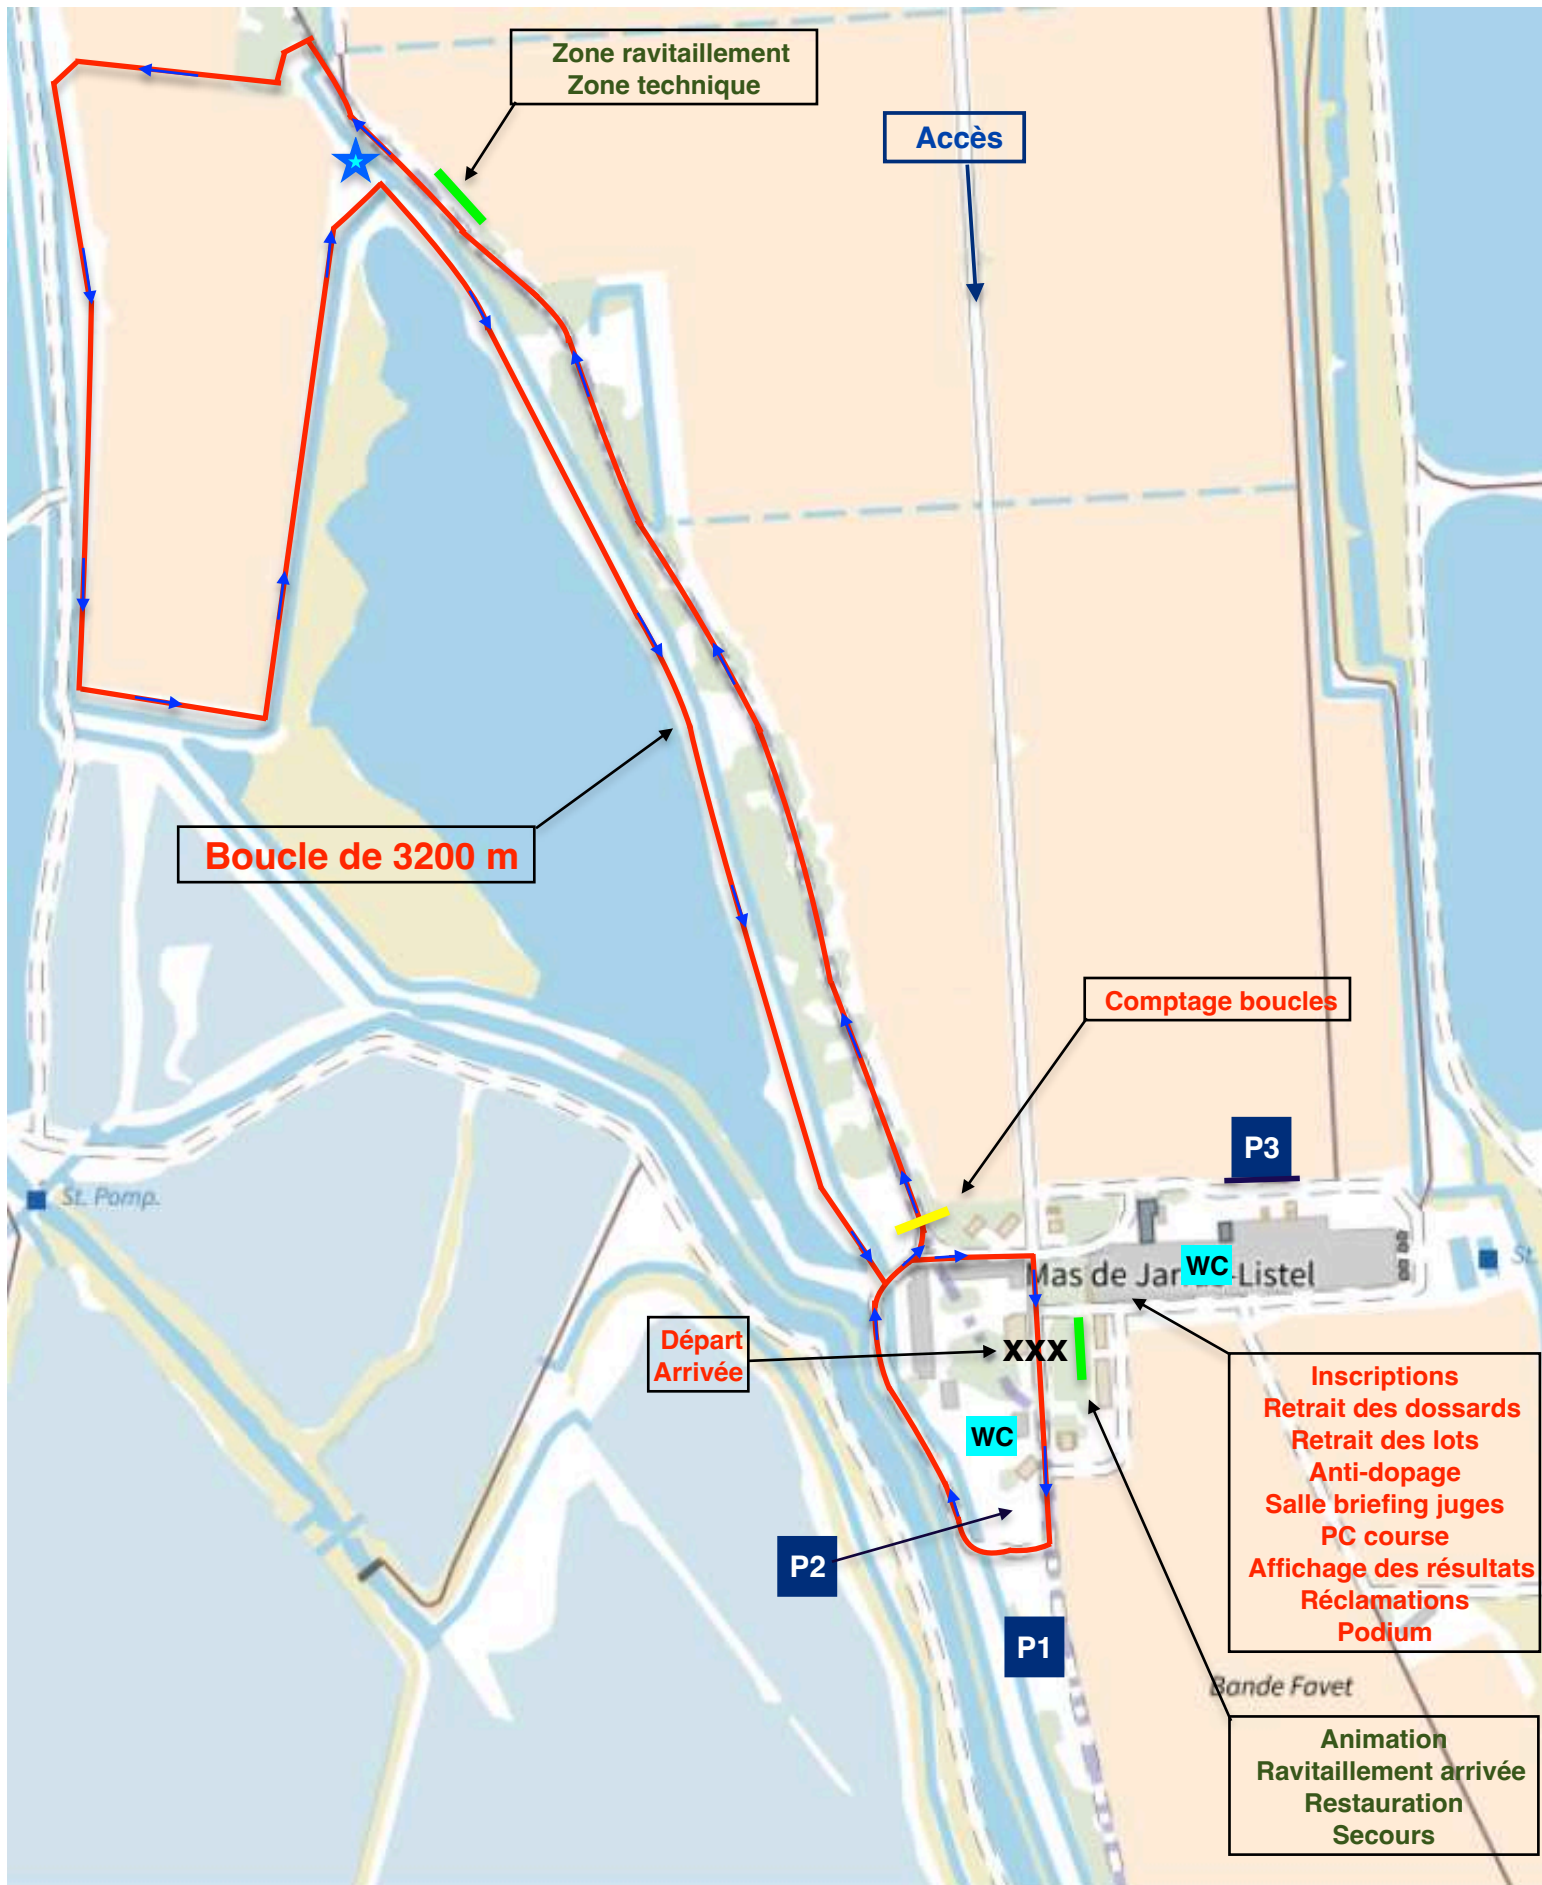 Zone ravitaillement
Zone technique
Accès
Boucle de 3200 m
Comptage boucles
P3
St. Pomp.
WC
St.
Départ
Arrivée
xxx
WC
Inscriptions
Retrait des dossards
Retrait des lots
Anti-dopage
Salle briefing juges
PC course
Affichage des résultats
Réclamations
Podium
P2
P1
Bande Favet
Animation
Ravitaillement arrivée
Restauration
Secours
Mas de Jar
Listel